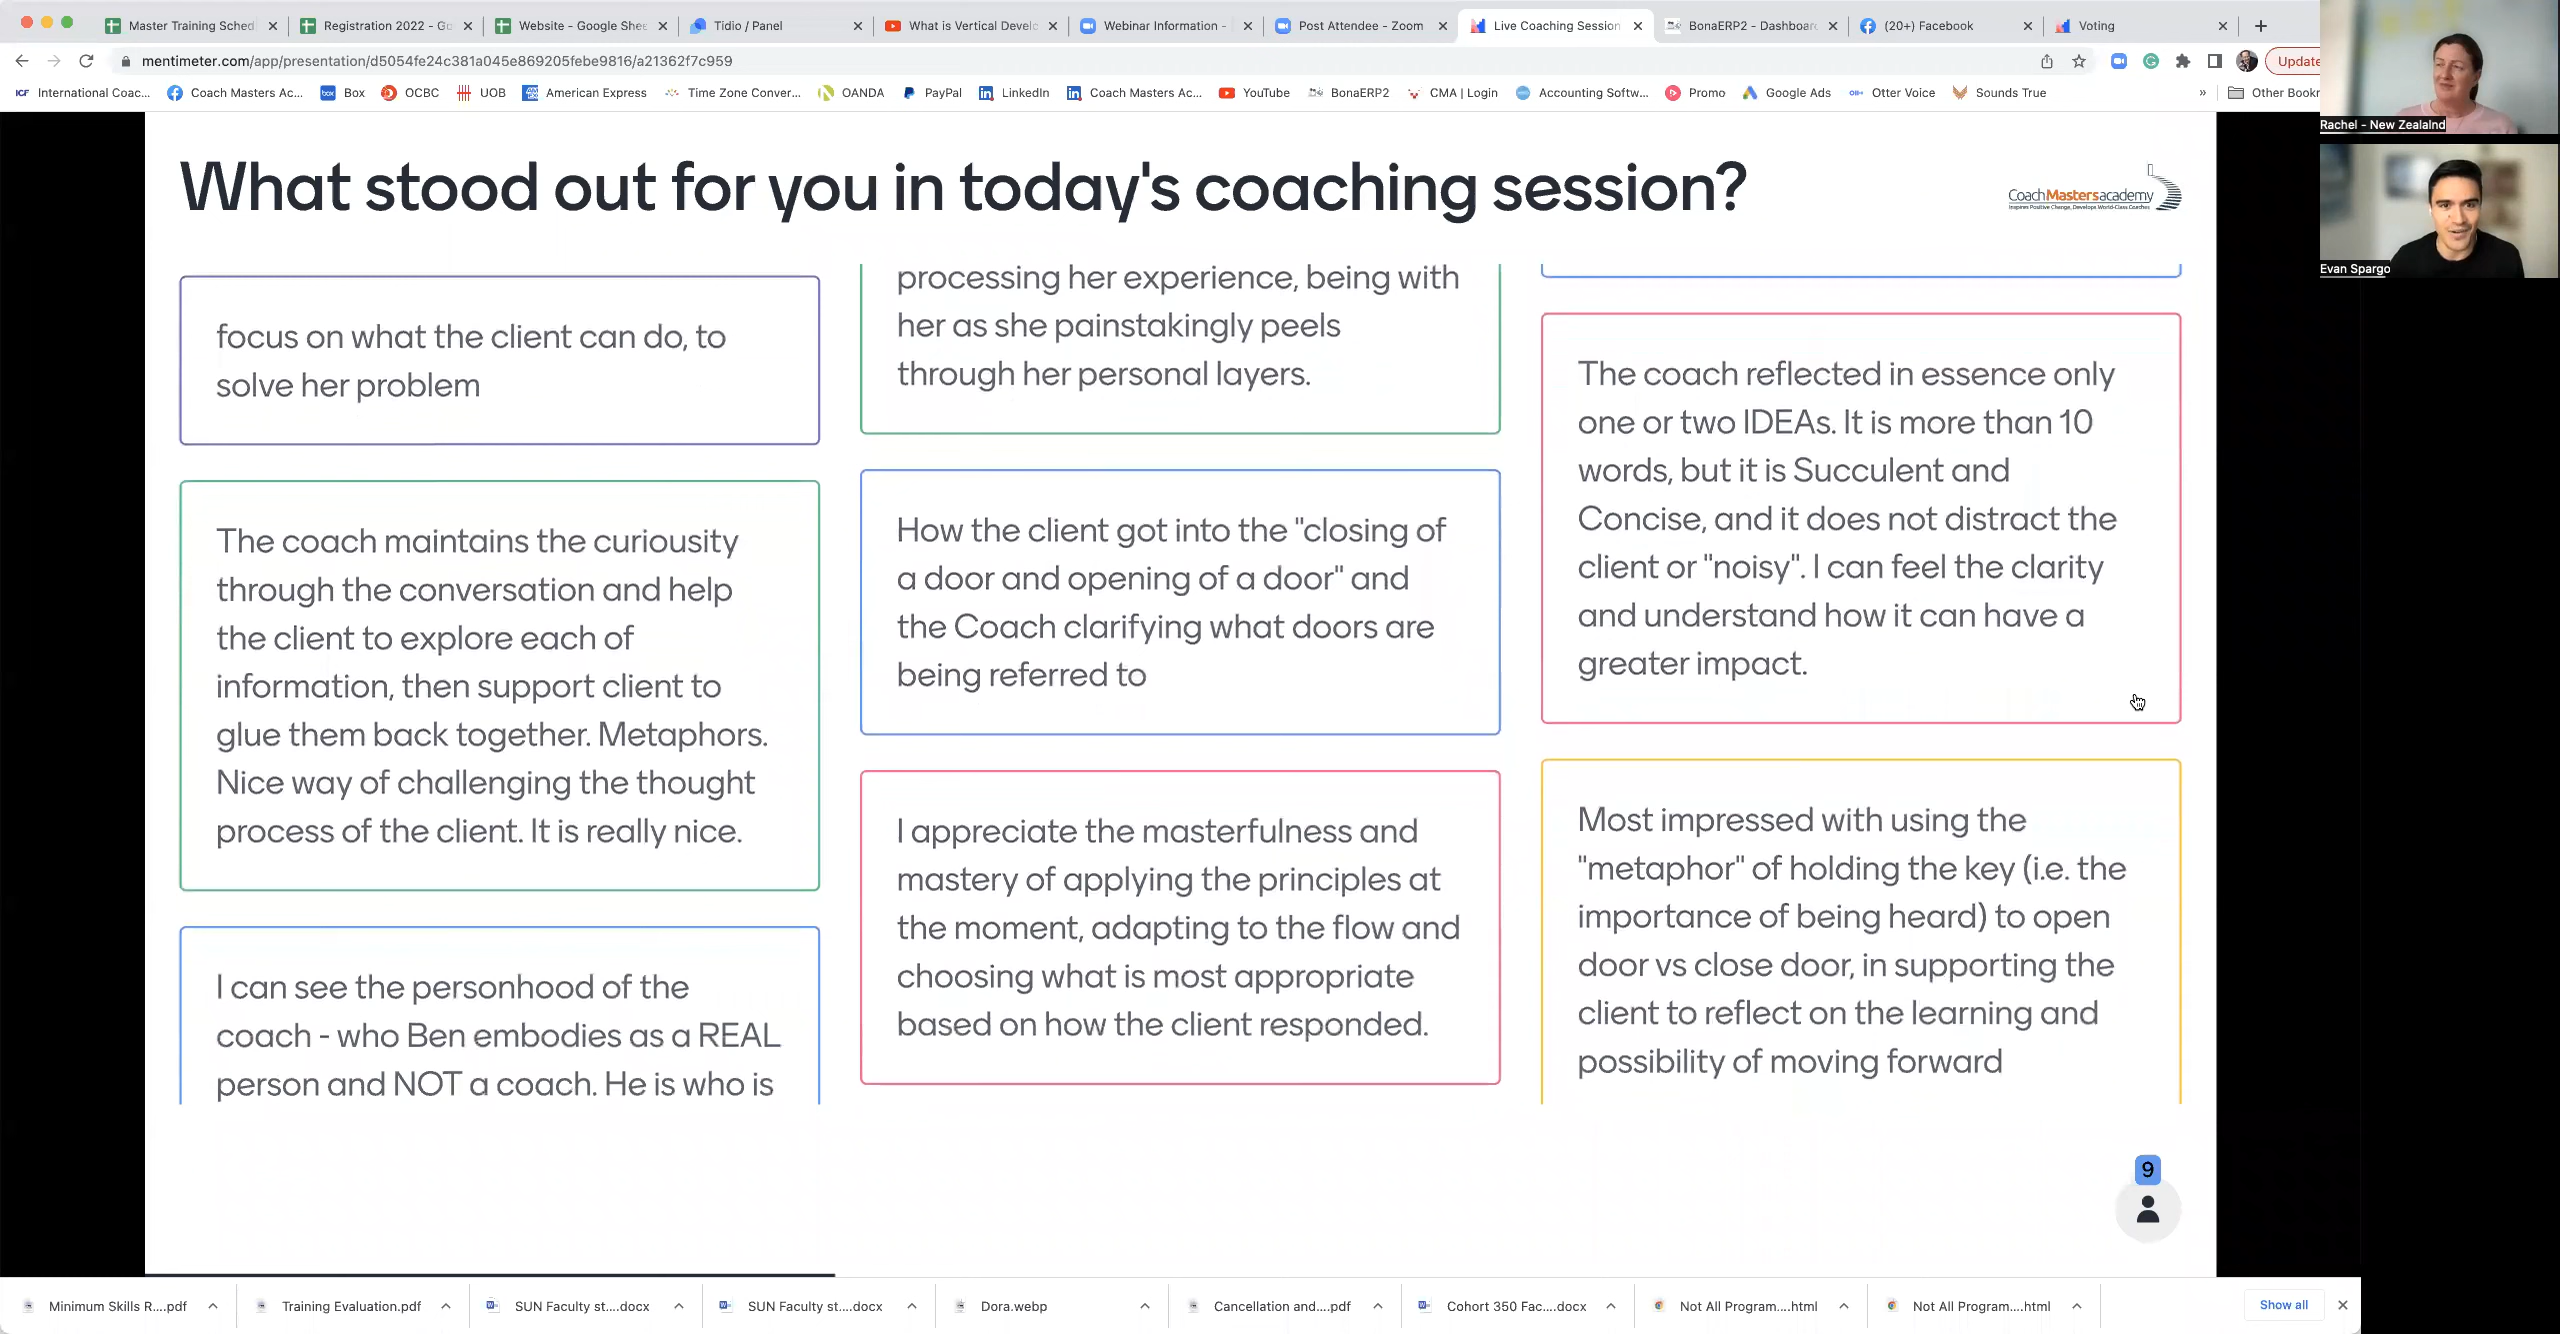 Master Training Sched
Registration 2022 - Go
Website - Google Shee
Tidio / Panel
What is Vertical Develo
Webinar Information -
Post Attendee - Zoom
Live Coaching Session
BonaERP2 - Dashboard
(20+) Facebook
Voting
mentimeter.com/app/presentation/d5054fe24c381a045e869205febe9816/a21362f7c959
Update
ICF International Coac...
Coach Masters Ac...
box Box
OCBC
UOB
American Express
Time Zone Conver...
OANDA
PayPal
LinkedIn
Coach Masters Ac...
YouTube
BonaERP2
CMA | Login
Accounting Softw...
Promo
Google Ads
Otter Voice
Sounds True
»
Other Bookr
Rachel - New Zealalnd
Evan Spargo
What stood out for you in today's coaching session?
CoachMastersacademy
Inspires Positive Change, Develops World-Class Coaches
focus on what the client can do, to
solve her problem
The coach maintains the curiousity
through the conversation and help
the client to explore each of
information, then support client to
glue them back together. Metaphors.
Nice way of challenging the thought
process of the client. It is really nice.
I can see the personhood of the
coach - who Ben embodies as a REAL
person and NOT a coach. He is who is
processing her experience, being with
her as she painstakingly peels
through her personal layers.
How the client got into the "closing of
a door and opening of a door" and
the Coach clarifying what doors are
being referred to
I appreciate the masterfulness and
mastery of applying the principles at
the moment, adapting to the flow and
choosing what is most appropriate
based on how the client responded.
The coach reflected in essence only
one or two IDEAs. It is more than 10
words, but it is Succulent and
Concise, and it does not distract the
client or "noisy". I can feel the clarity
and understand how it can have a
greater impact.
Most impressed with using the
"metaphor" of holding the key (i.e. the
importance of being heard) to open
door vs close door, in supporting the
client to reflect on the learning and
possibility of moving forward
9
Minimum Skills R....pdf
Training Evaluation.pdf
SUN Faculty st....docx
SUN Faculty st....docx
Dora.webp
Cancellation and....pdf
Cohort 350 Fac....docx
Not All Program....html
Not All Program....html
Show all